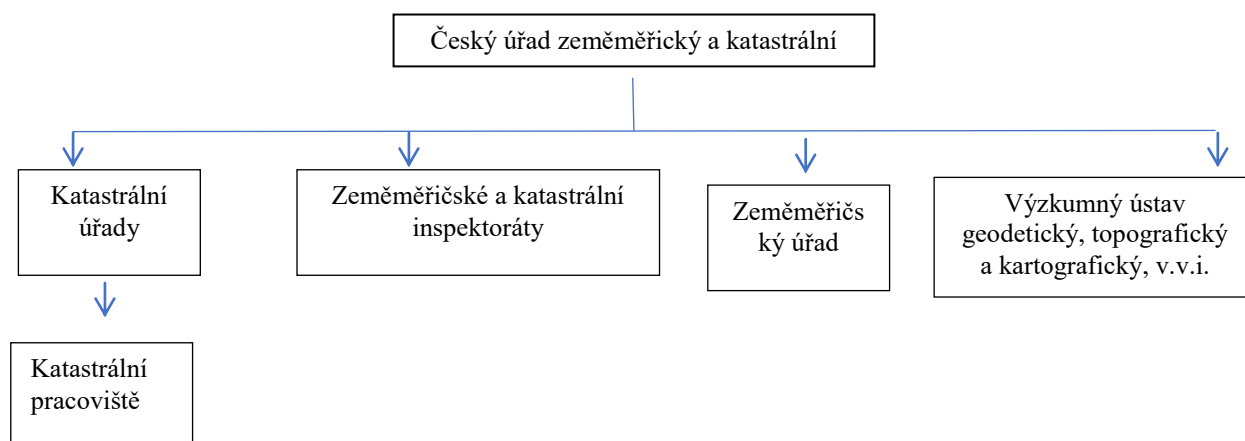 Český úřad zeměměřický a katastrální
Katastrální
úřady
Zeměměřičské a katastrální
inspektoráty
Zeměměřičs
ký úřad
Výzkumný ústav
geodetický, topografický
a kartografický, v.v.i.
Katastrální
pracoviště